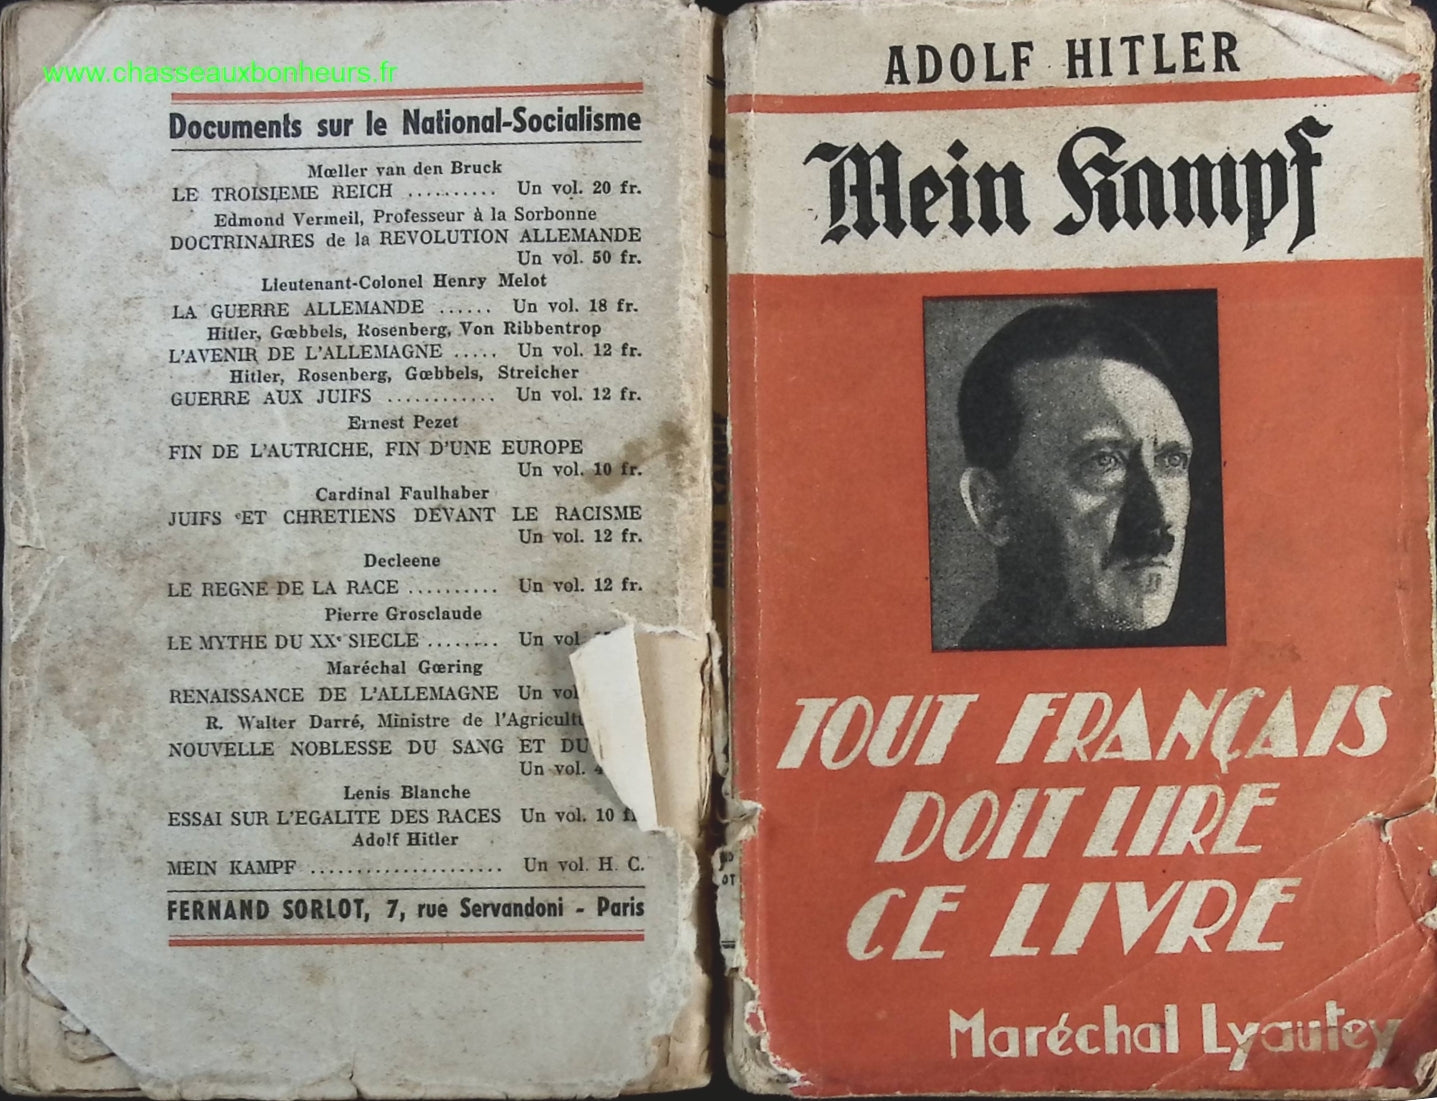 www.chasseauxbonheurs.fr
Documents sur le National-Socialisme
Mœller van den Bruck
LE TROISIEME REICH .......... Un vol. 20 fr.
Edmond Vermeil, Professeur à la Sorbonne
DOCTRINAIRES de la REVOLUTION ALLEMANDE
Un vol. 50 fr.
Lieutenant-Colonel Henry Melot
LA GUERRE ALLEMANDE ...... Un vol. 18 fr.
Hitler, Gœbbels, Rosenberg, Von Ribbentrop
L'AVENIR DE L'ALLEMAGNE ..... Un vol. 12 fr.
Hitler, Rosenberg, Gœbbels, Streicher
GUERRE AUX JUIFS ............ Un vol. 12 fr.
Ernest Pezet
FIN DE L'AUTRICHE, FIN D'UNE EUROPE
Un vol. 10 fr.
Cardinal Faulhaber
JUIFS ET CHRETIENS DEVANT LE RACISME
Un vol. 12 fr.
Decleene
LE REGNE DE LA RACE .......... Un vol. 12 fr.
Pierre Grosclaude
LE MYTHE DU XXe SIECLE ........ Un vol.
Maréchal Gœring
RENAISSANCE DE L'ALLEMAGNE Un vol
R. Walter Darré, Ministre de l'Agricultu
NOUVELLE NOBLESSE DU SANG ET DU
Un vol.
Lenis Blanche
ESSAI SUR L'EGALITE DES RACES Un vol. 10 fr.
Adolf Hitler
MEIN KAMPF ..................... Un vol. H. C.
FERNAND SORLOT, 7, rue Servandoni - Paris
ADOLF HITLER
Mein Kampf
TOUT FRANÇAIS
DOIT LIRE
CE LIVRE
Maréchal Lyautey